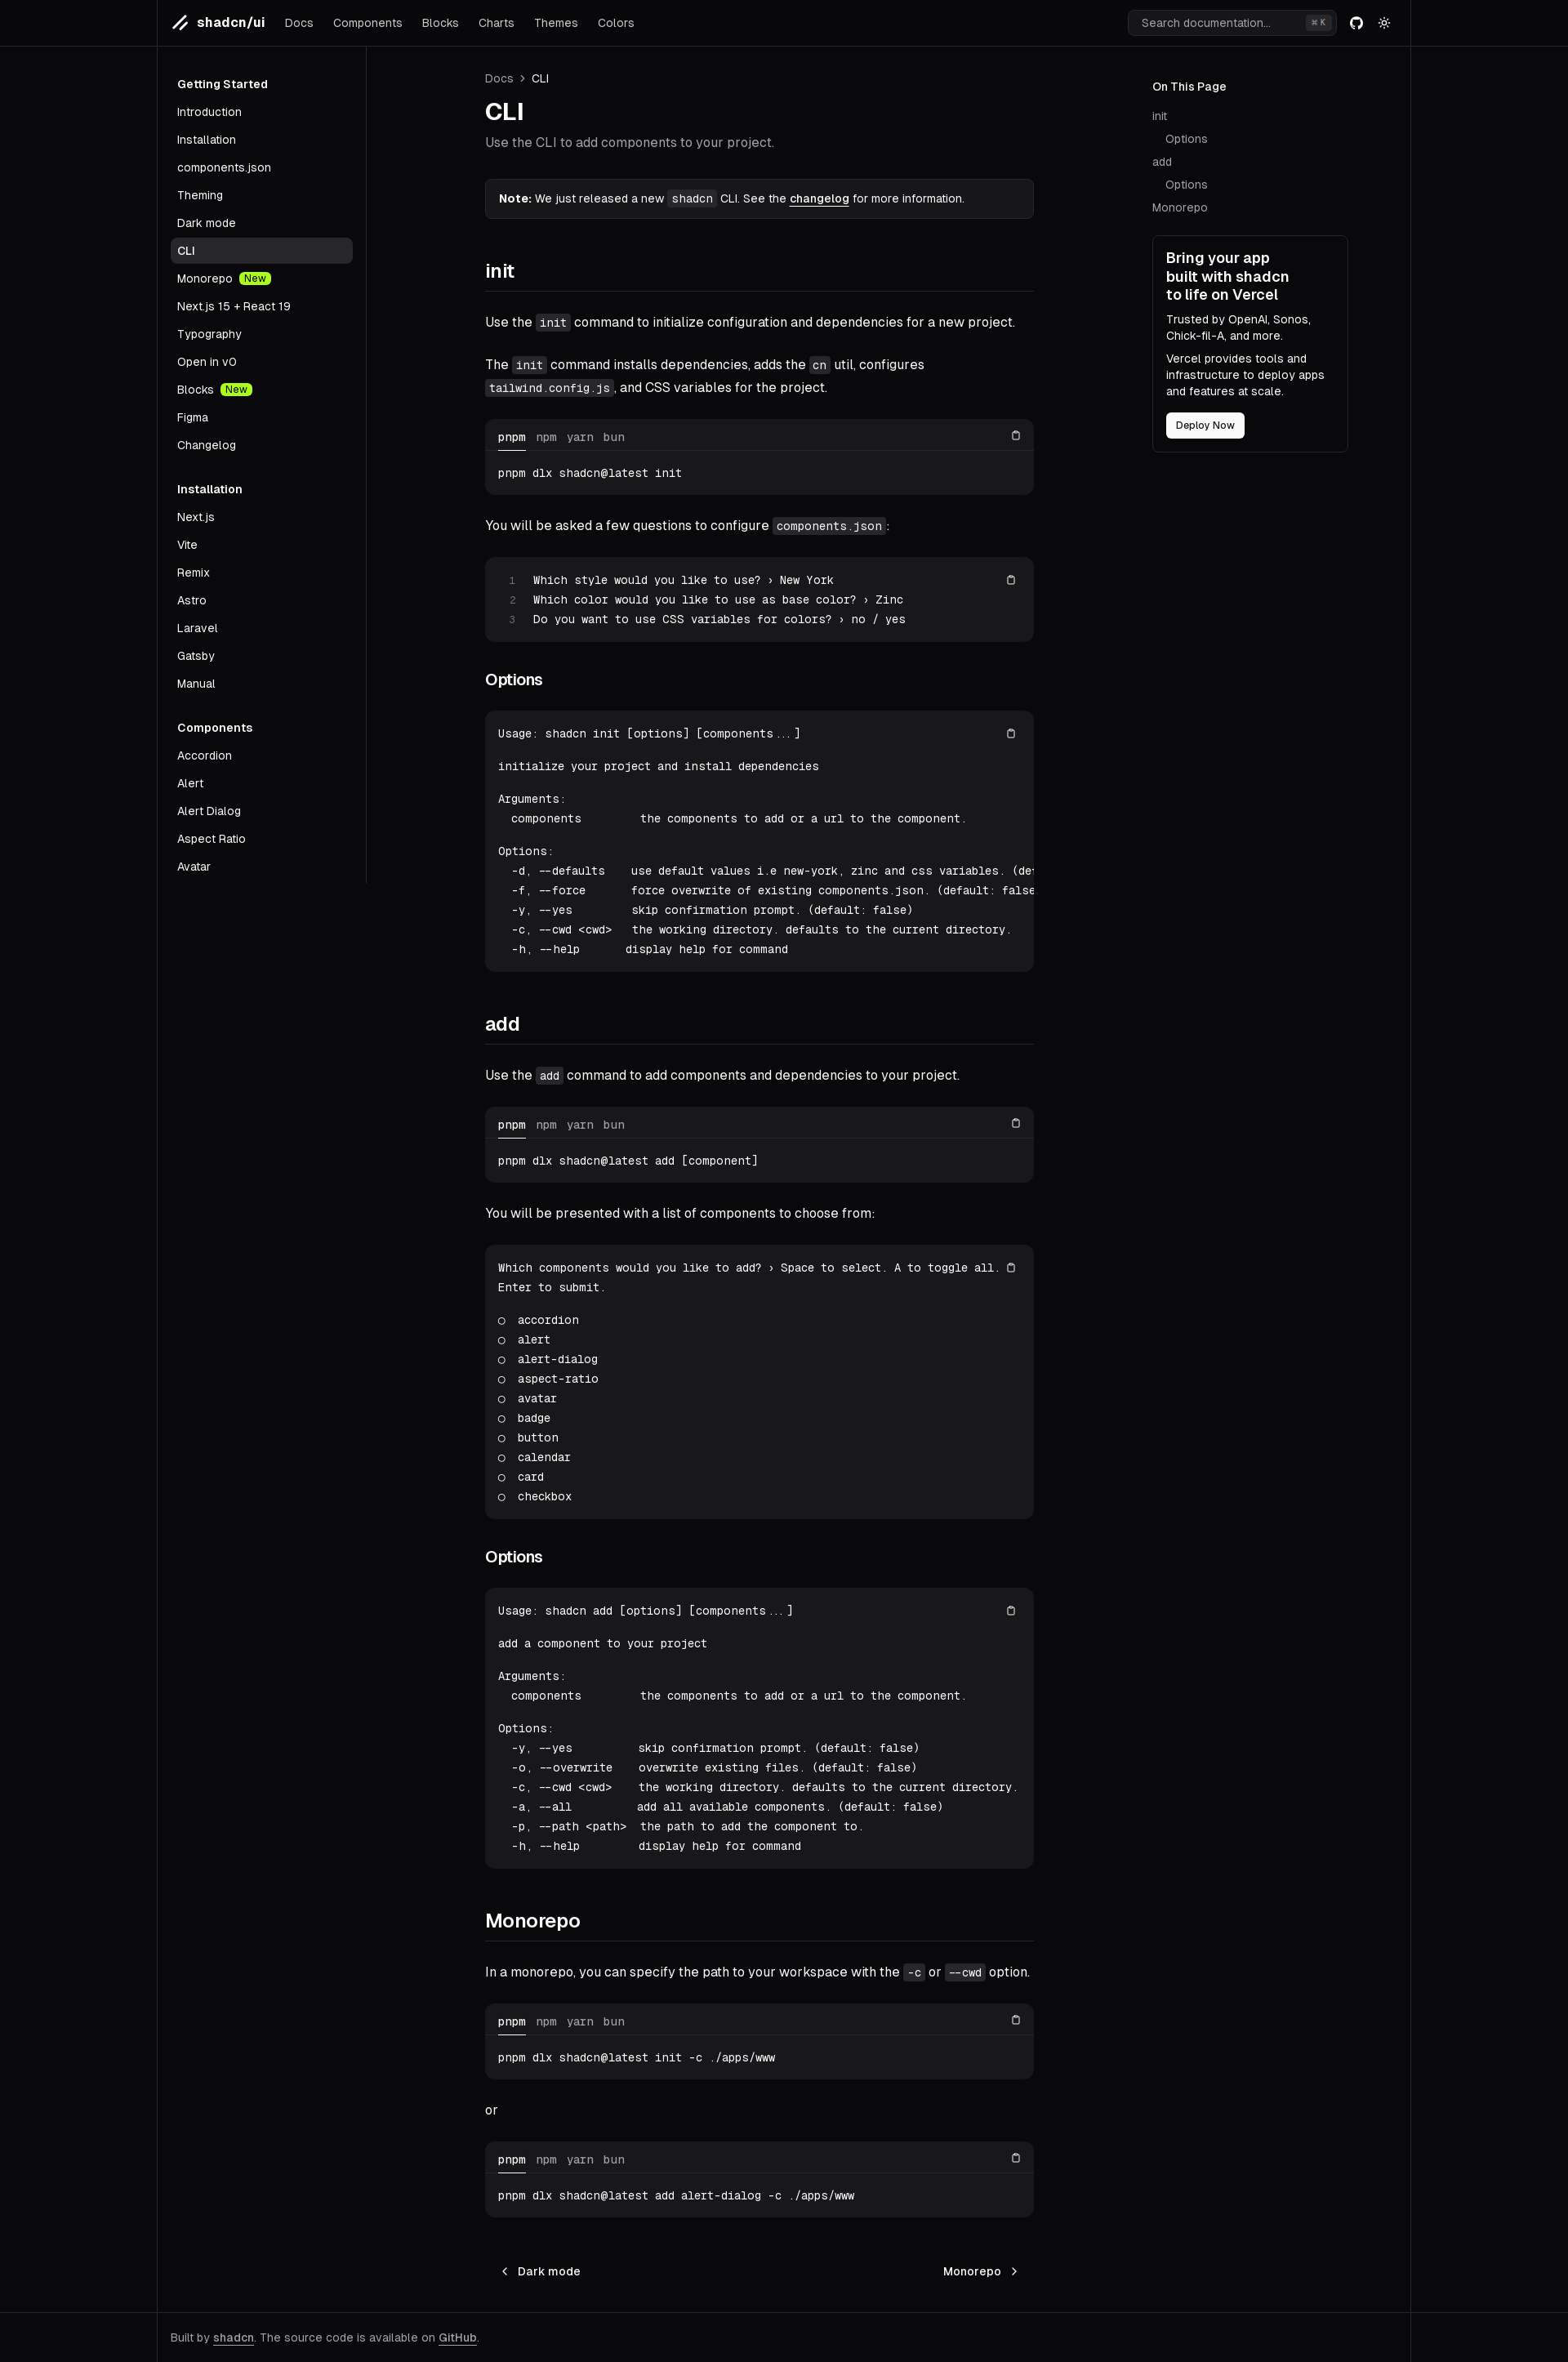 shadcn/ui Docs Components Blocks Charts Themes Colors Search documentation... ⌘K
Getting Started
Introduction
Installation
components.json
Theming
Dark mode
CLI
Monorepo New
Next.js 15 + React 19
Typography
Open in v0
Blocks New
Figma
Changelog
Installation
Next.js
Vite
Remix
Astro
Laravel
Gatsby
Manual
Components
Accordion
Alert
Alert Dialog
Aspect Ratio
Avatar
Docs > CLI
CLI
Use the CLI to add components to your project.
Note: We just released a new shadcn CLI. See the changelog for more information.
init
Use the init command to initialize configuration and dependencies for a new project.
The init command installs dependencies, adds the cn util, configures
tailwind.config.js, and CSS variables for the project.
pnpm npm yarn bun
pnpm dlx shadcn@latest init
You will be asked a few questions to configure components.json:
1 Which style would you like to use? › New York
2 Which color would you like to use as base color? › Zinc
3 Do you want to use CSS variables for colors? › no / yes
Options
Usage: shadcn init [options] [components...]
initialize your project and install dependencies
Arguments:
components the components to add or a url to the component.
Options:
-d, --defaults use default values i.e new-york, zinc and css variables. (def
-f, --force force overwrite of existing components.json. (default: false
-y, --yes skip confirmation prompt. (default: false)
-c, --cwd <cwd> the working directory. defaults to the current directory.
-h, --help display help for command
add
Use the add command to add components and dependencies to your project.
pnpm npm yarn bun
pnpm dlx shadcn@latest add [component]
You will be presented with a list of components to choose from:
Which components would you like to add? › Space to select. A to toggle all.
Enter to submit.
○ accordion
○ alert
○ alert-dialog
○ aspect-ratio
○ avatar
○ badge
○ button
○ calendar
○ card
○ checkbox
Options
Usage: shadcn add [options] [components...]
add a component to your project
Arguments:
components the components to add or a url to the component.
Options:
-y, --yes skip confirmation prompt. (default: false)
-o, --overwrite overwrite existing files. (default: false)
-c, --cwd <cwd> the working directory. defaults to the current directory.
-a, --all add all available components. (default: false)
-p, --path <path> the path to add the component to.
-h, --help display help for command
Monorepo
In a monorepo, you can specify the path to your workspace with the -c or --cwd option.
pnpm npm yarn bun
pnpm dlx shadcn@latest init -c ./apps/www
or
pnpm npm yarn bun
pnpm dlx shadcn@latest add alert-dialog -c ./apps/www
Dark mode Monorepo
On This Page
init
Options
add
Options
Monorepo
Bring your app
built with shadcn
to life on Vercel
Trusted by OpenAI, Sonos,
Chick-fil-A, and more.
Vercel provides tools and
infrastructure to deploy apps
and features at scale.
Deploy Now
Built by shadcn. The source code is available on GitHub.